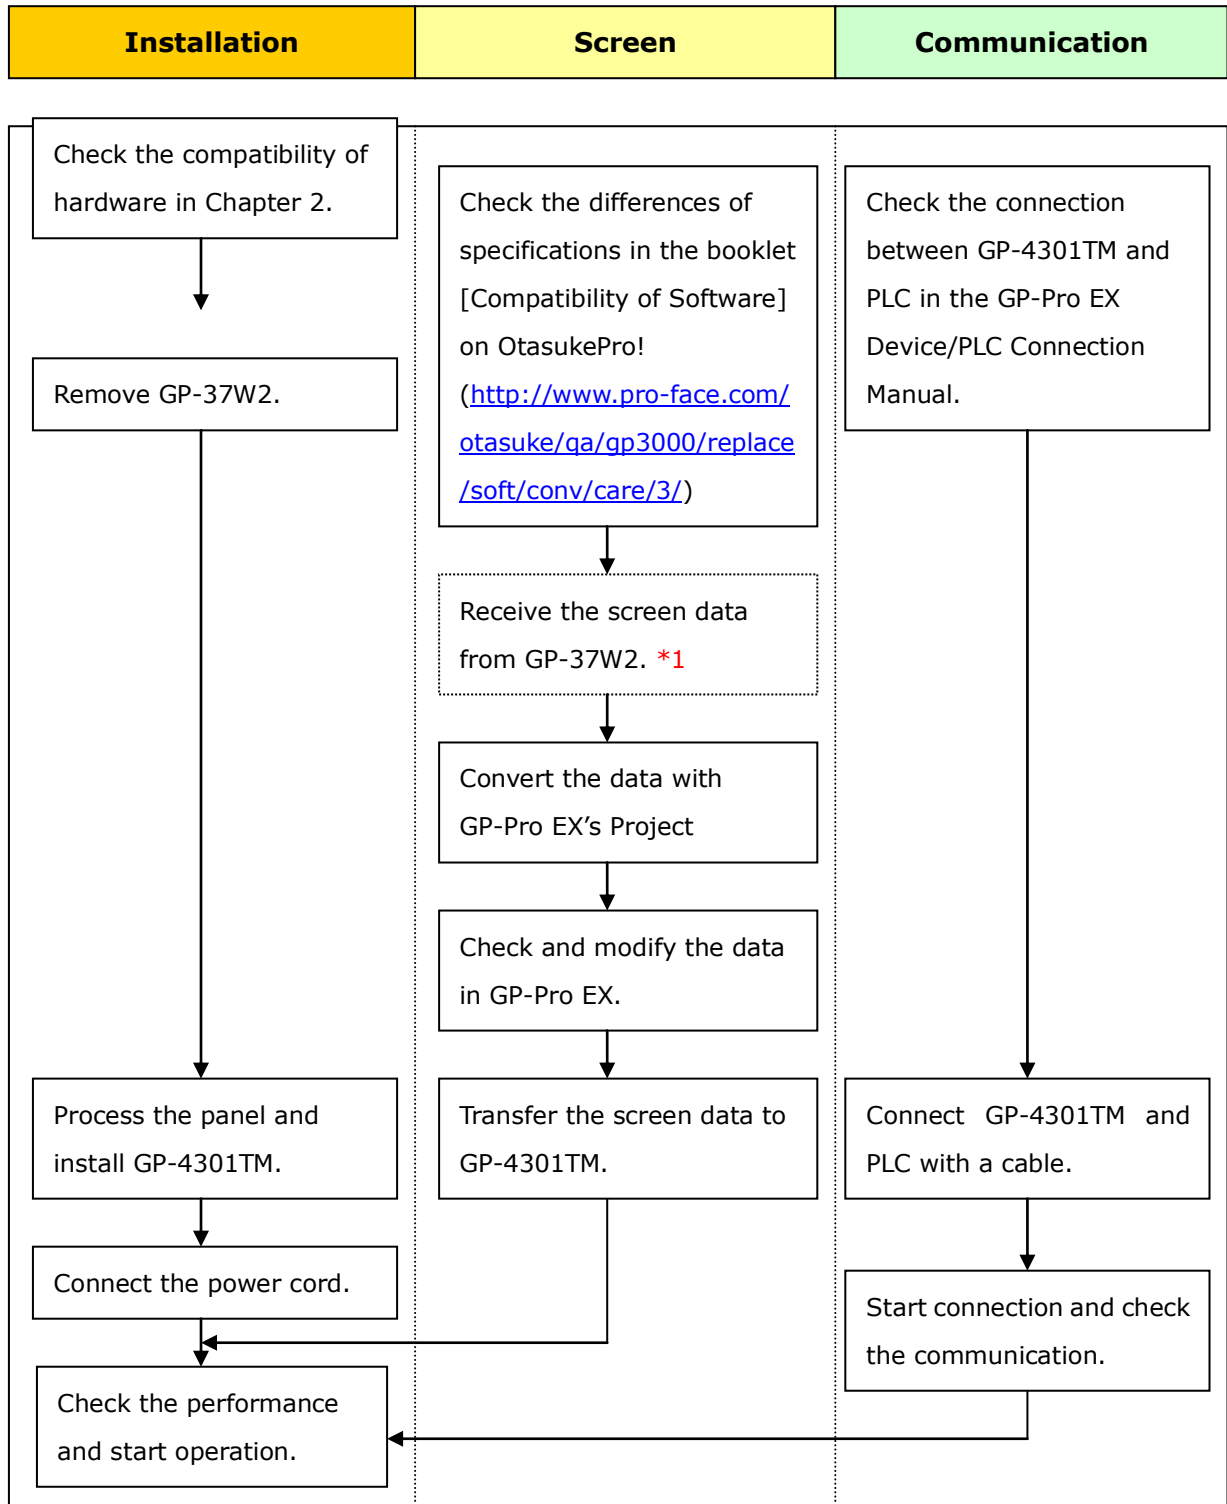 Installation
Screen
Communication
Check the compatibility of
hardware in Chapter 2.
Remove GP-37W2.
Process the panel and
install GP-4301TM.
Connect the power cord.
Check the performance
and start operation.
Check the differences of
specifications in the booklet
[Compatibility of Software]
on OtasukePro!
(http://www.pro-face.com/
otasuke/qa/gp3000/replace
/soft/conv/care/3/)
Receive the screen data
from GP-37W2. *1
Convert the data with
GP-Pro EX’s Project
Check and modify the data
in GP-Pro EX.
Transfer the screen data to
GP-4301TM.
Check the connection
between GP-4301TM and
PLC in the GP-Pro EX
Device/PLC Connection
Manual.
Connect GP-4301TM and
PLC with a cable.
Start connection and check
the communication.